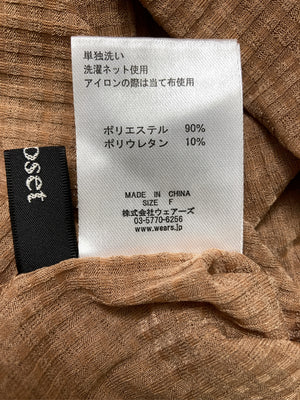 単独洗い
洗濯ネット使用
アイロンの際は当て布使用
ポリエステル 90%
ポリウレタン 10%
MADE IN CHINA
SIZE F
株式会社ウェアーズ
03-5770-6256
www.wears.jp
oset